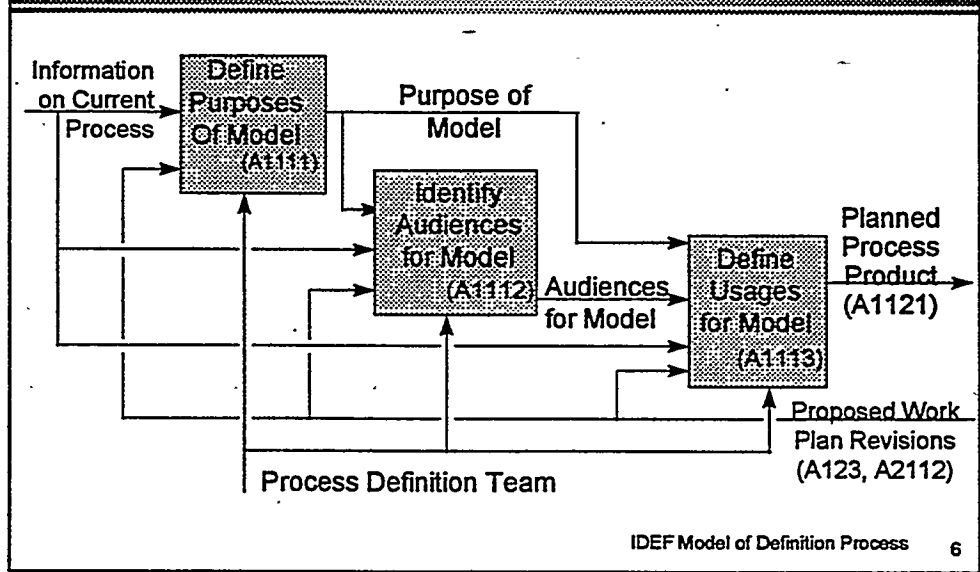 Information
on Current
Process
Define
Purposes
Of Model
(A1111)
Purpose of
Model
Identify
Audiences
for Model
(A1112)
Audiences
for Model
Define
Usages
for Model
(A1113)
Planned
Process
Product
(A1121)
Proposed Work
Plan Revisions
(A123, A2112)
Process Definition Team
IDEF Model of Definition Process 6